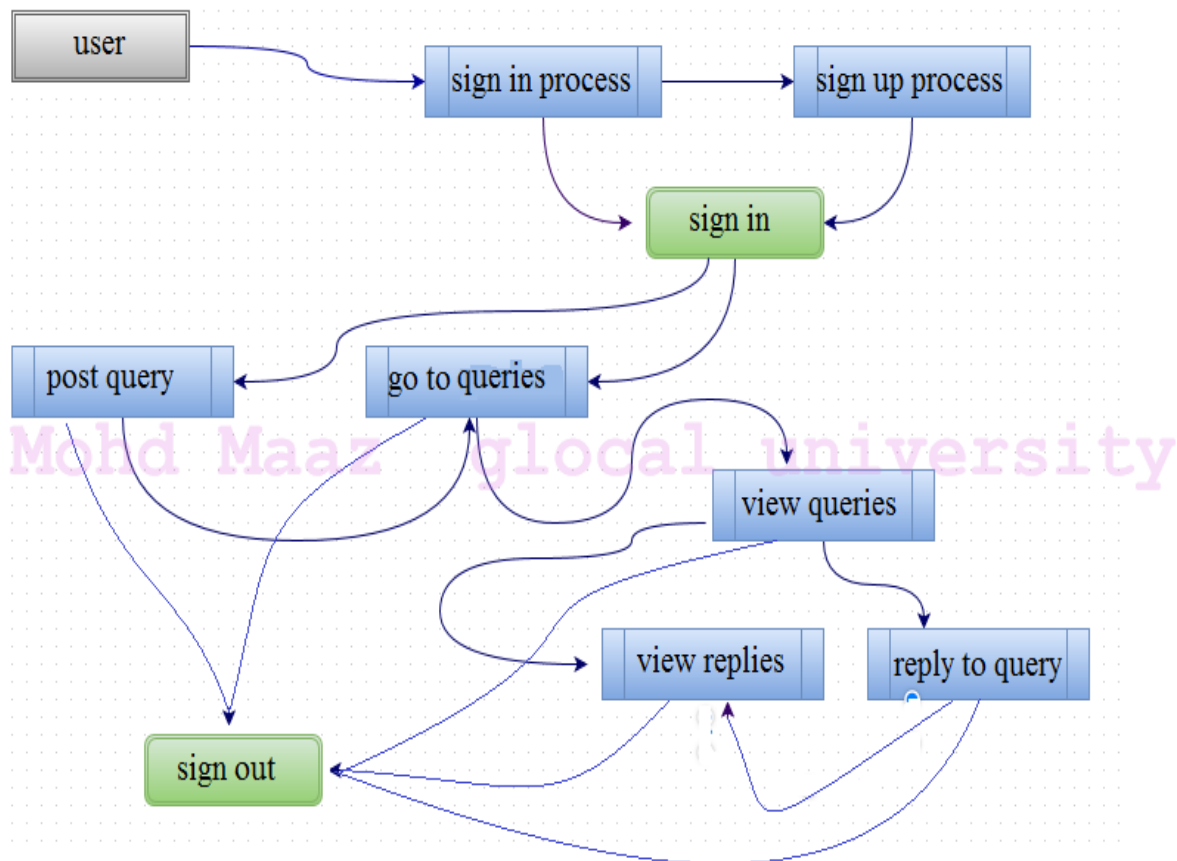 user
sign in process
sign up process
sign in
post query
go to queries
Mohd Maaz glocal university
view queries
view replies
reply to query
sign out